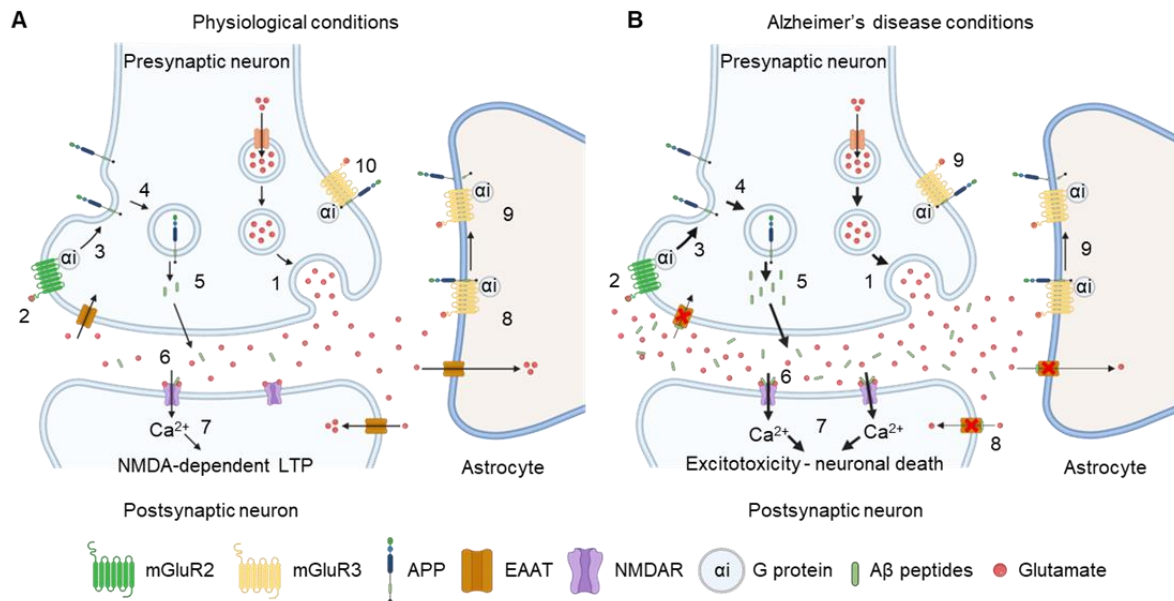 A
Physiological conditions
Presynaptic neuron
10
4
αi
αi
αi
3
9
5
1
αi
2
8
6
Ca2+
7
NMDA-dependent LTP
Astrocyte
Postsynaptic neuron
B
Alzheimer's disease conditions
Presynaptic neuron
9
4
αi
αi
αi
3
9
5
1
αi
2
6
Ca2+
7
Ca2+
8
Excitotoxicity - neuronal death
Astrocyte
Postsynaptic neuron
mGluR2
mGluR3
APP
EAAT
NMDAR
αi
G protein
Aβ peptides
Glutamate